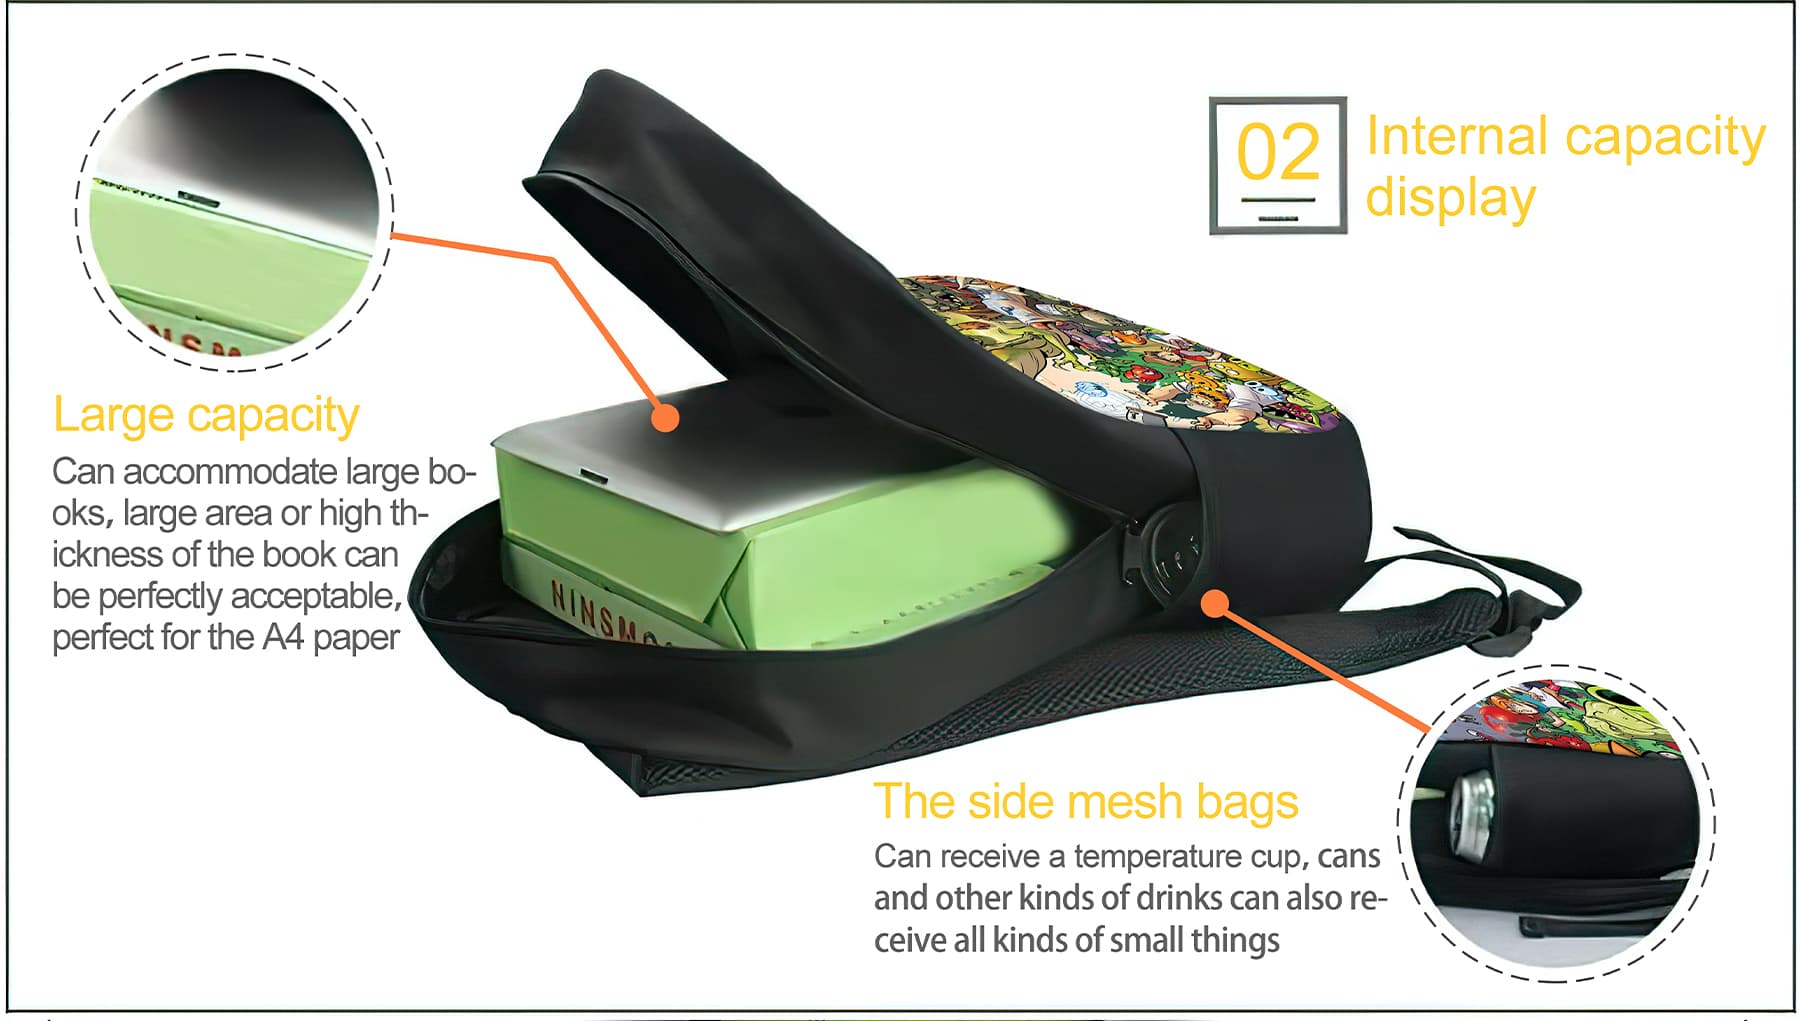 02
Internal capacity
display
NSM
Large capacity
Can accommodate large bo-
oks, large area or high th-
ickness of the book can
be perfectly acceptable,
perfect for the A4 paper
NINSMO
The side mesh bags
Can receive a temperature cup, cans
and other kinds of drinks can also re-
ceive all kinds of small things